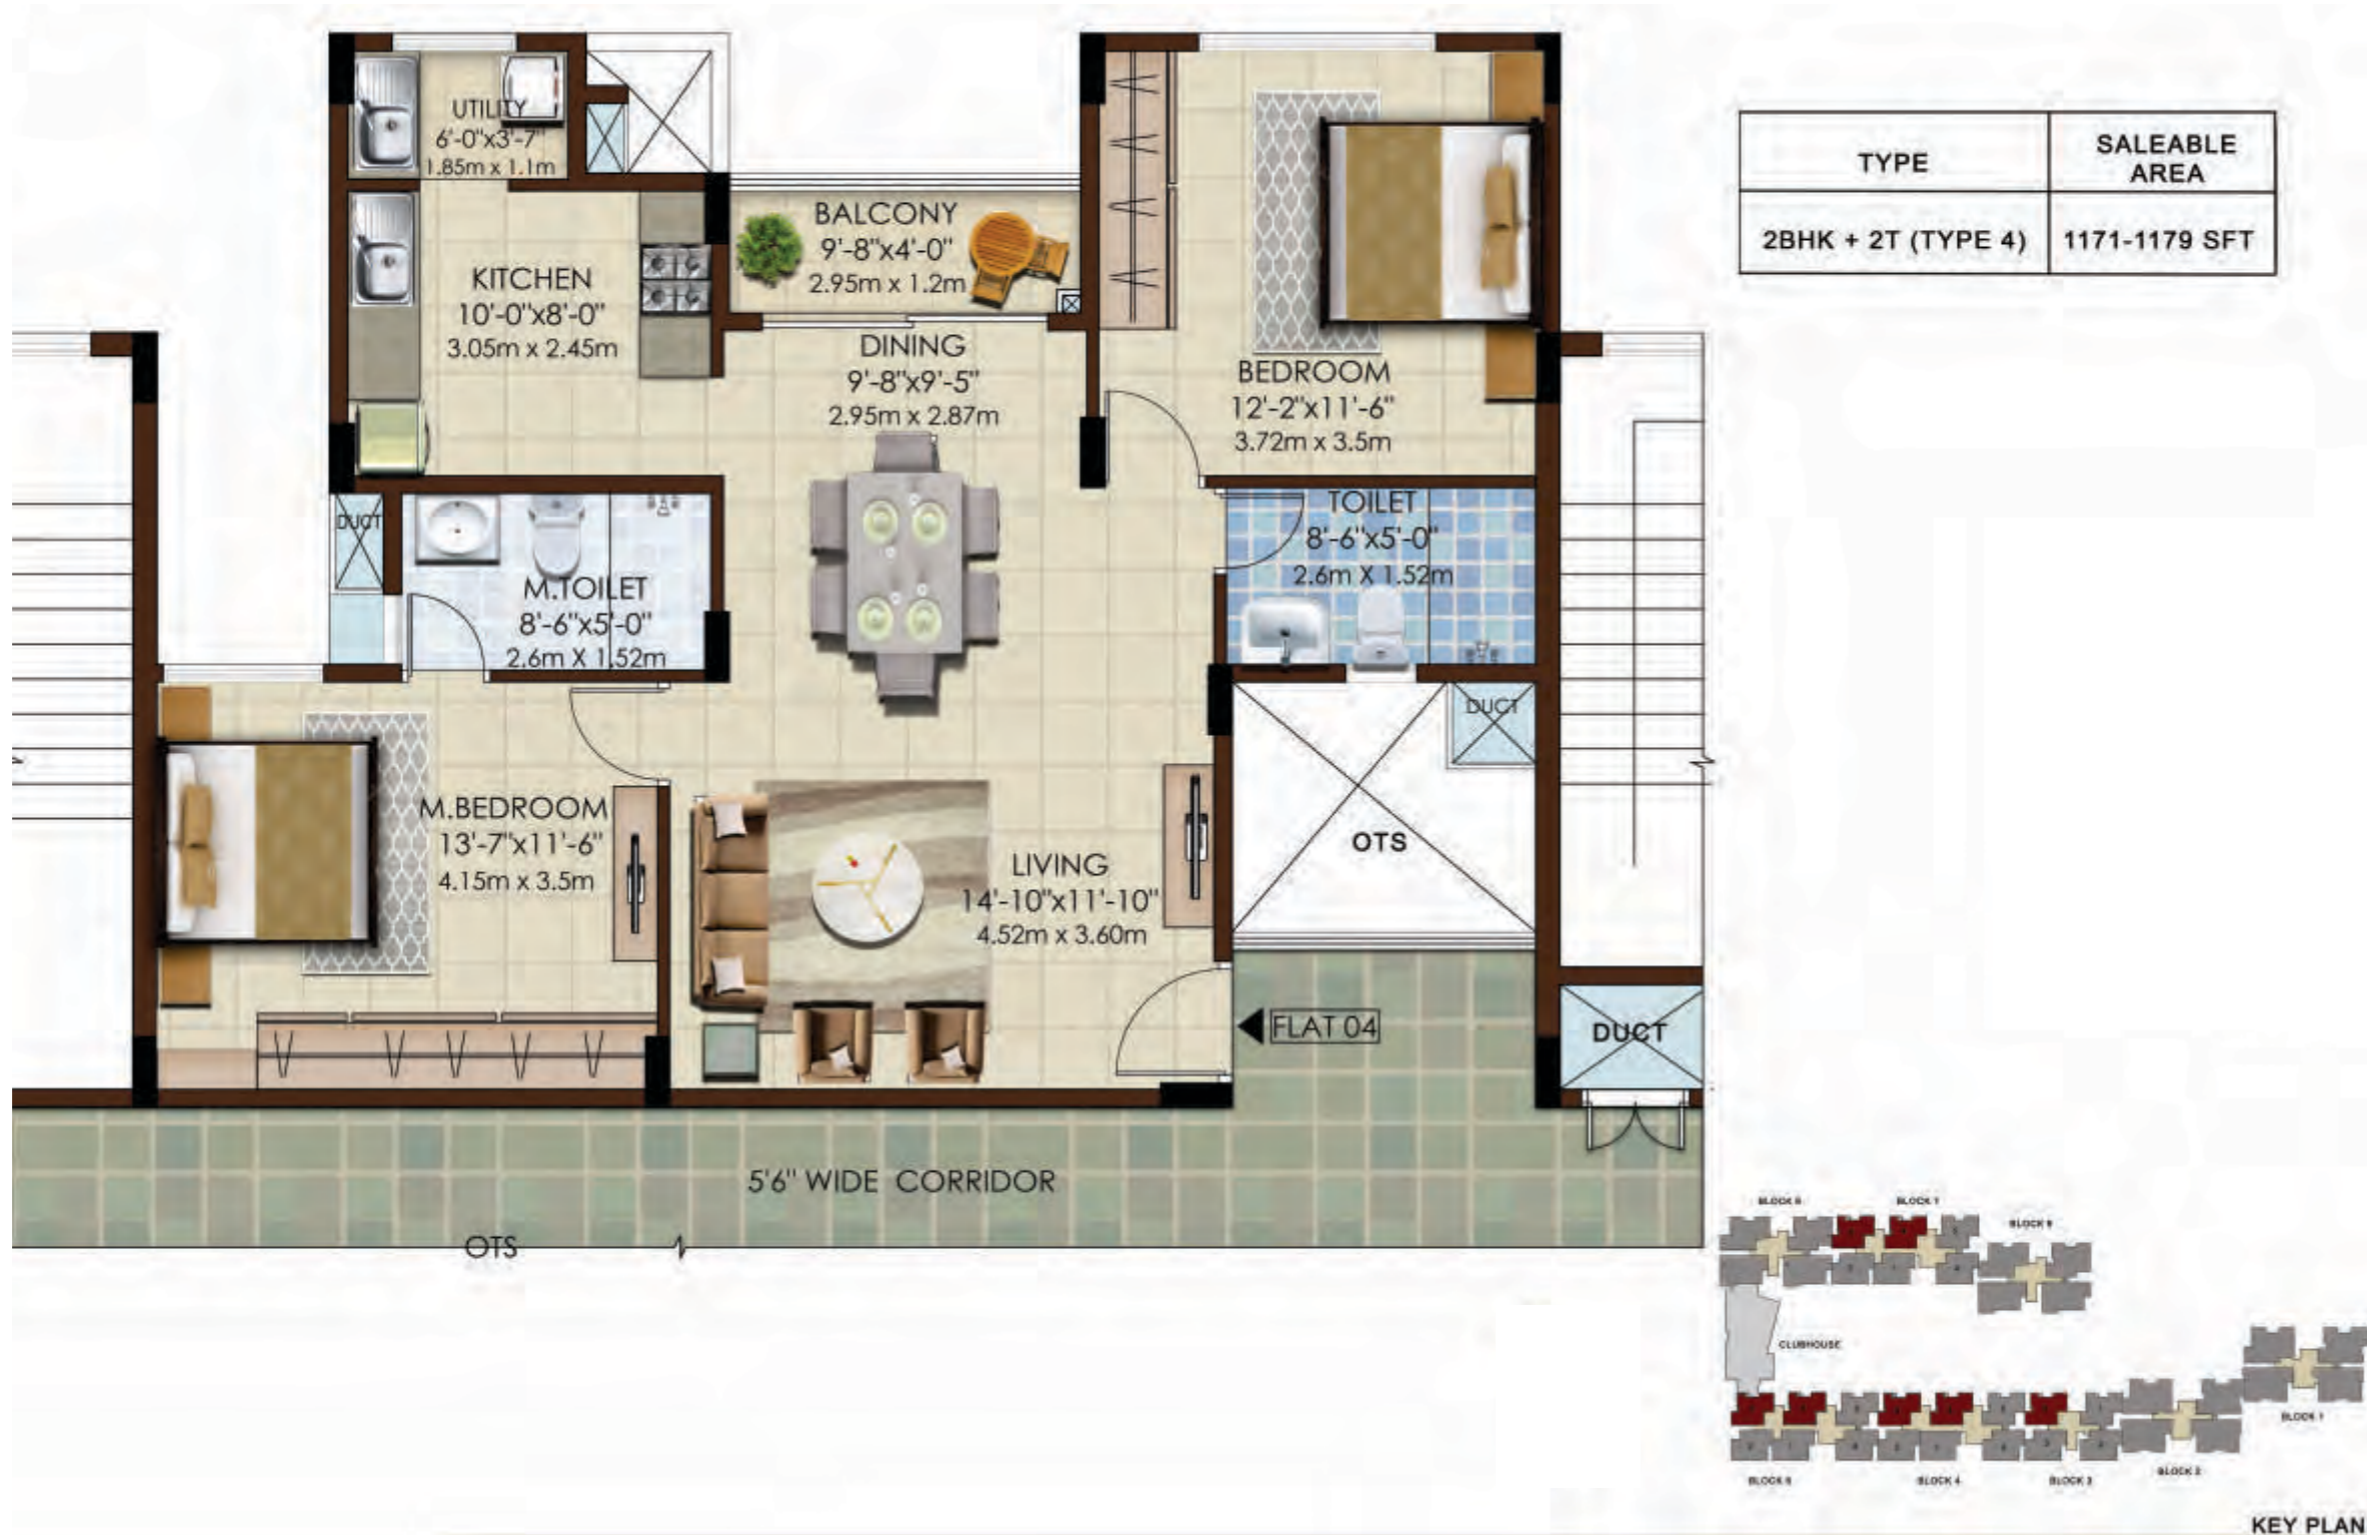 UTILITY
6'-0"x3'-7"
1.85m x 1.1m
BALCONY
9'-8"x4'-0"
2.95m x 1.2m
KITCHEN
10'-0"x8'-0"
3.05m x 2.45m
DINING
9'-8"x9'-5"
2.95m x 2.87m
BEDROOM
12'-2"x11'-6"
3.72m x 3.5m
TYPE
SALEABLE
AREA
2BHK + 2T (TYPE 4)
1171-1179 SFT
DUCT
M.TOILET
8'-6"x5'-0"
2.6m X 1.52m
TOILET
8'-6"x5'-0"
2.6m X 1.52m
DUCT
M.BEDROOM
13'-7"x11'-6"
4.15m x 3.5m
LIVING
14'-10"x11'-10"
4.52m x 3.60m
OTS
FLAT 04
DUCT
5'6" WIDE CORRIDOR
OTS
CLUBHOUSE
BLOCK 1
BLOCK 4
BLOCK 3
BLOCK 2
KEY PLAN